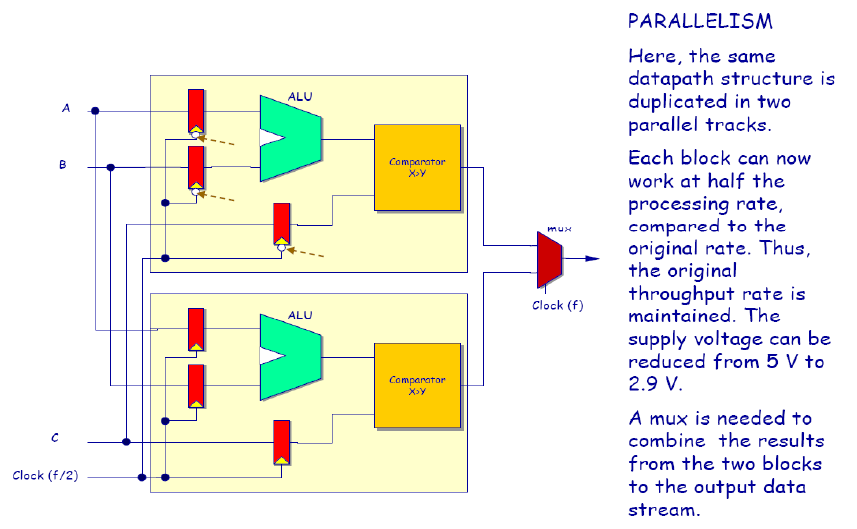 PARALLELISM
Here, the same
datapath structure is
duplicated in two
parallel tracks.
Each block can now
work at half the
processing rate,
compared to the
original rate. Thus,
the original
throughput rate is
maintained. The
supply voltage can be
reduced from 5 V to
2.9 V.
A mux is needed to
combine the results
from the two blocks
to the output data
stream.
A
B
ALU
Comparator
X>Y
mux
Clock (f)
ALU
Comparator
X>Y
C
Clock (f/2)